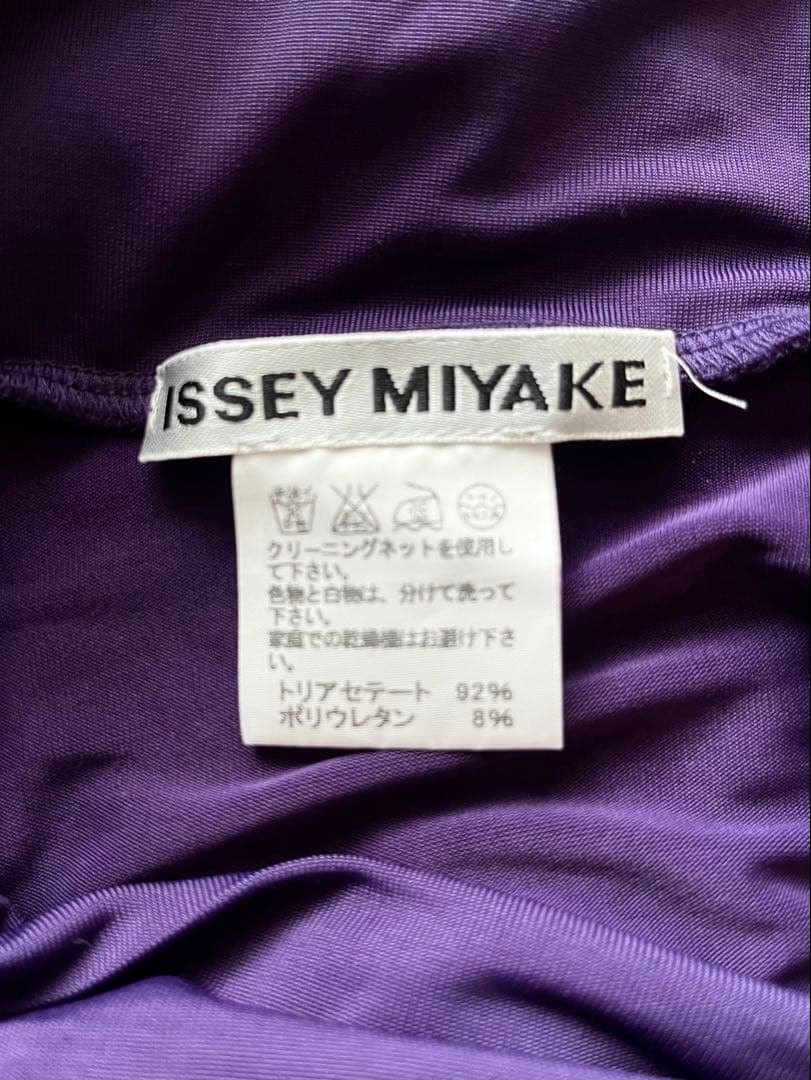 ISSEY MIYAKE
クリーニングネットを使用し
て下さい。
色物と白物は、分けて洗って
下さい。
家庭での乾燥機はお避け下さ
い。
トリアセテート 92%
ポリウレタン 8%